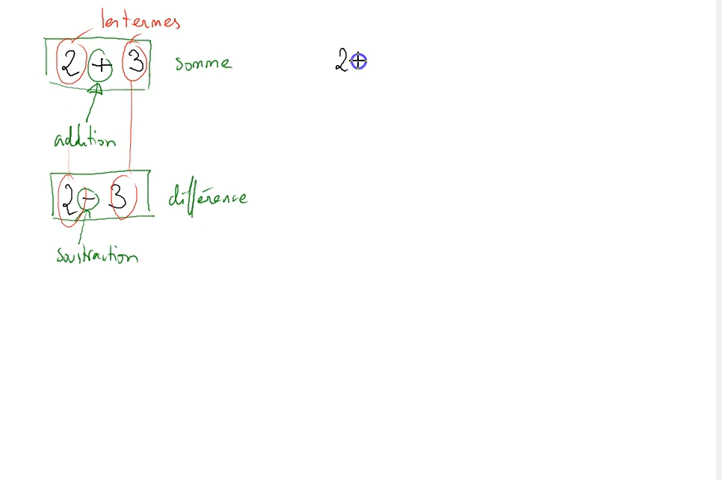 les termes
2 + 3 somme
2+
addition
2 - 3 différence
soustraction